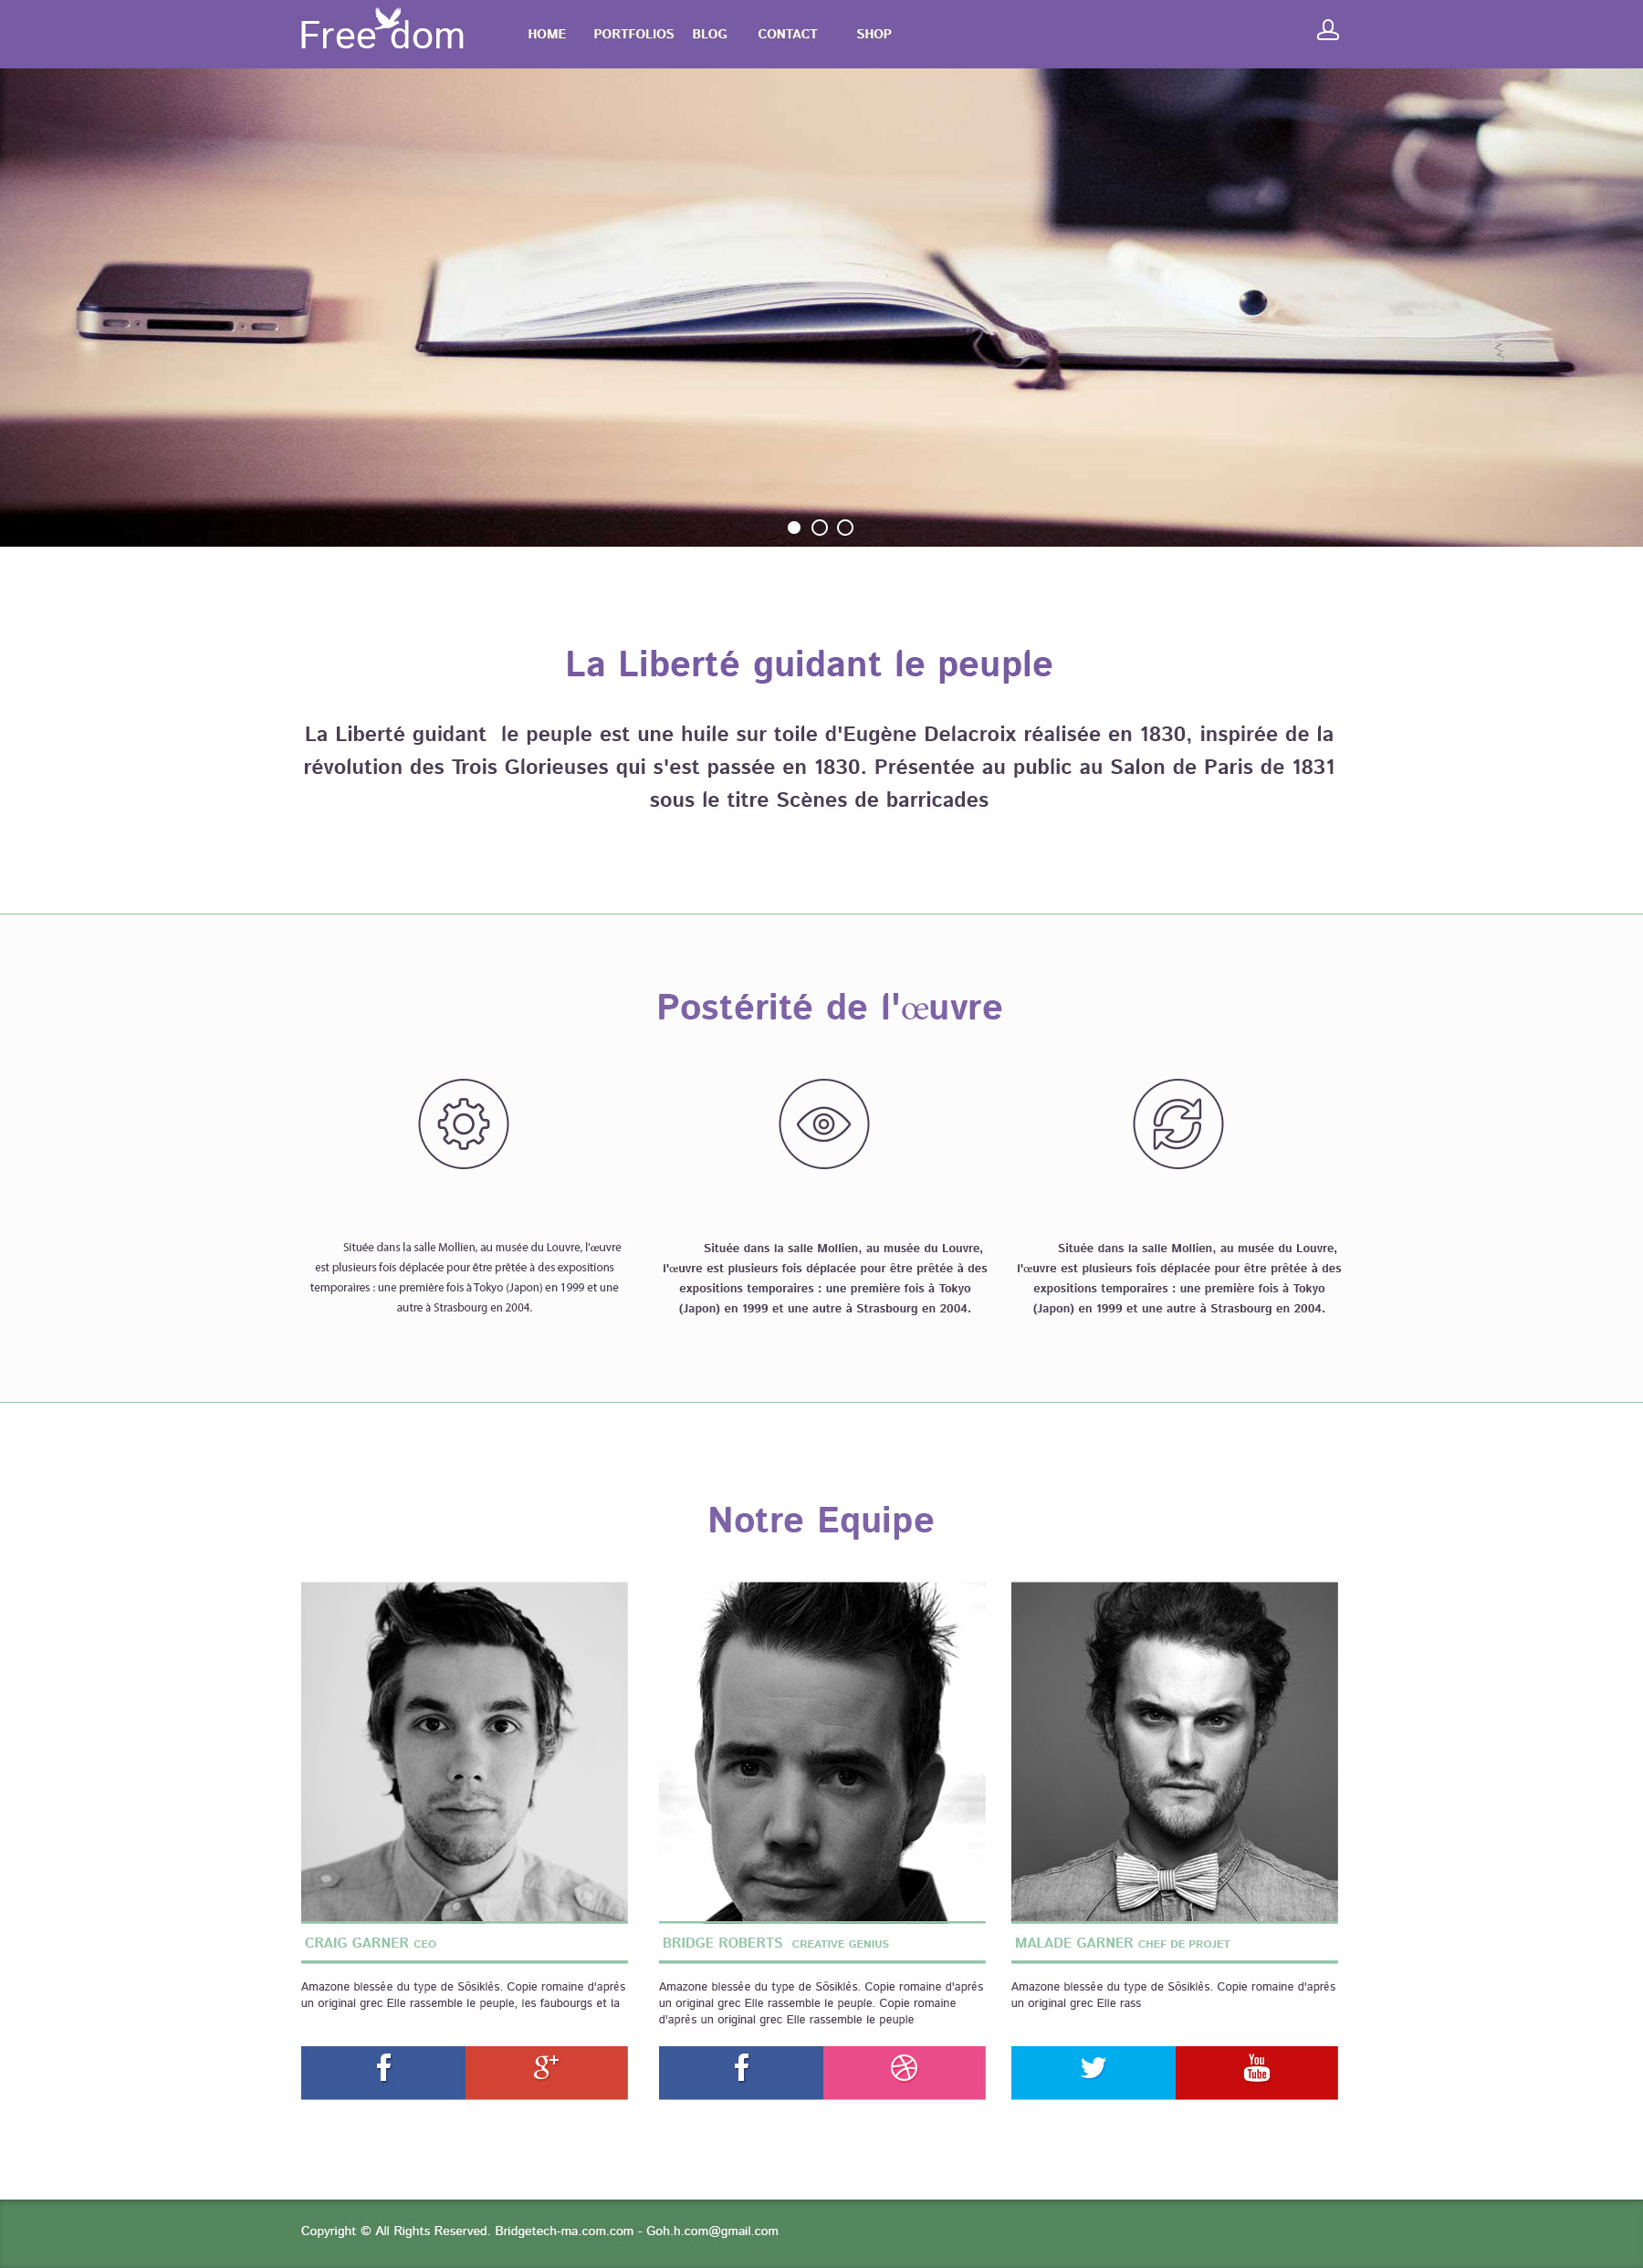 Free dom
HOME PORTFOLIOS BLOG CONTACT SHOP
La Liberté guidant le peuple
La Liberté guidant le peuple est une huile sur toile d'Eugène Delacroix réalisée en 1830, inspirée de la
révolution des Trois Glorieuses qui s'est passée en 1830. Présentée au public au Salon de Paris de 1831
sous le titre Scènes de barricades
Postérité de l'œuvre
Située dans la salle Mollien, au musée du Louvre, l'œuvre
est plusieurs fois déplacée pour être prêtée à des expositions
temporaires : une première fois à Tokyo (Japon) en 1999 et une
autre à Strasbourg en 2004.
Située dans la salle Mollien, au musée du Louvre,
l'œuvre est plusieurs fois déplacée pour être prêtée à des
expositions temporaires : une première fois à Tokyo
(Japon) en 1999 et une autre à Strasbourg en 2004.
Située dans la salle Mollien, au musée du Louvre,
l'œuvre est plusieurs fois déplacée pour être prêtée à des
expositions temporaires : une première fois à Tokyo
(Japon) en 1999 et une autre à Strasbourg en 2004.
Notre Equipe
CRAIG GARNER CEO
Amazone blessée du type de Sôsiklès. Copie romaine d'après
un original grec Elle rassemble le peuple, les faubourgs et la
f g+
BRIDGE ROBERTS CREATIVE GENIUS
Amazone blessée du type de Sôsiklès. Copie romaine d'après
un original grec Elle rassemble le peuple. Copie romaine
d'après un original grec Elle rassemble le peuple
f
MALADE GARNER CHEF DE PROJET
Amazone blessée du type de Sôsiklès. Copie romaine d'après
un original grec Elle rass
You
Tube
Copyright © All Rights Reserved. Bridgetech-ma.com.com - Goh.h.com@gmail.com